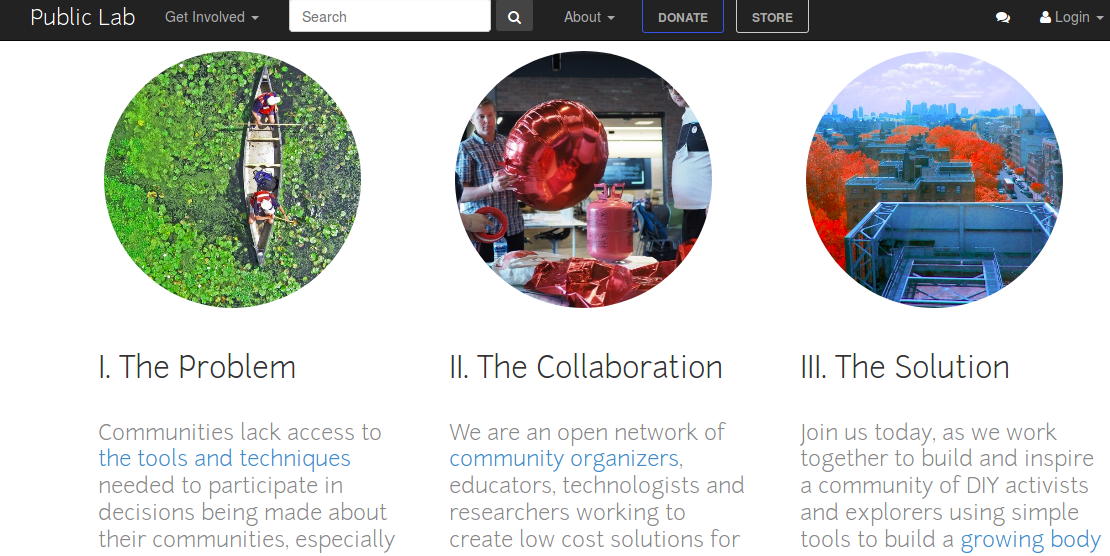 Public Lab
Get Involved
Search
About
DONATE
STORE
Login
I. The Problem
Communities lack access to
the tools and techniques
needed to participate in
decisions being made about
their communities, especially
II. The Collaboration
We are an open network of
community organizers,
educators, technologists and
researchers working to
create low cost solutions for
III. The Solution
Join us today, as we work
together to build and inspire
a community of DIY activists
and explorers using simple
tools to build a growing body